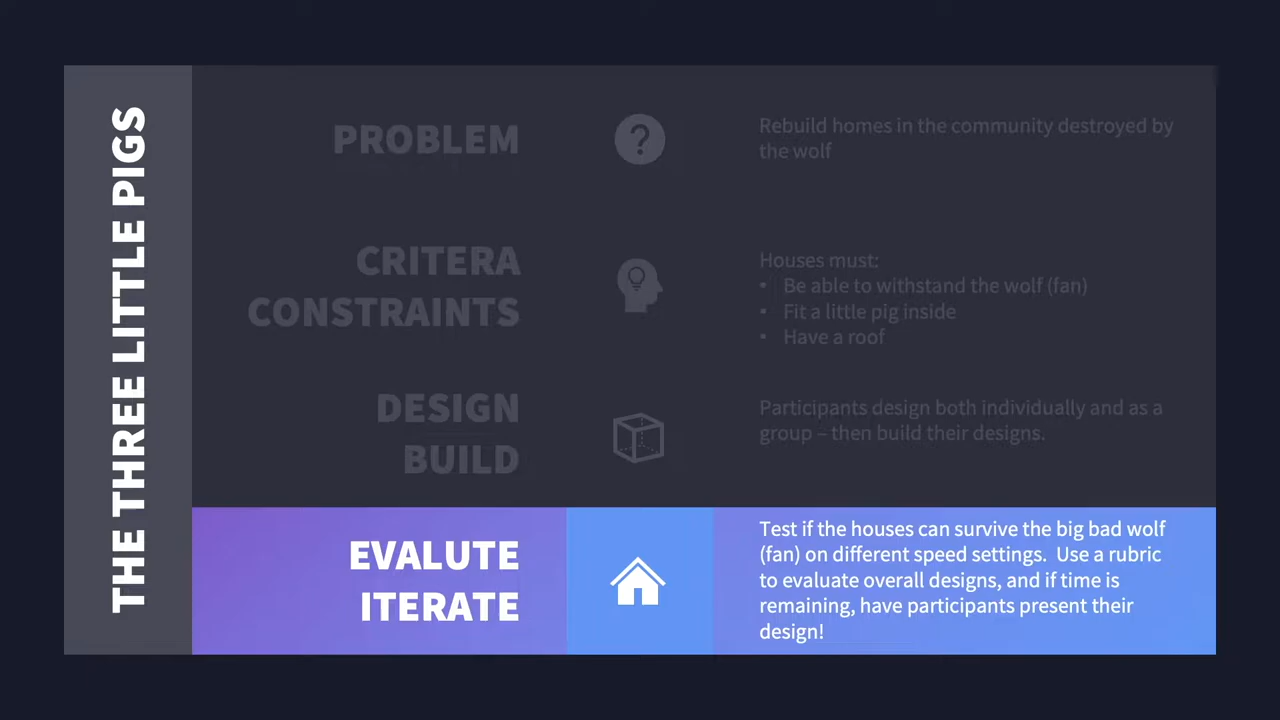 THE THREE LITTLE PIGS
PROBLEM
Rebuild homes in the community destroyed by
the wolf
CRITERA
CONSTRAINTS
Houses must:
• Be able to withstand the wolf (fan)
• Fit a little pig inside
• Have a roof
DESIGN
BUILD
Participants design both individually and as a
group – then build their designs.
EVALUTE
ITERATE
Test if the houses can survive the big bad wolf
(fan) on different speed settings.  Use a rubric
to evaluate overall designs, and if time is
remaining, have participants present their
design!